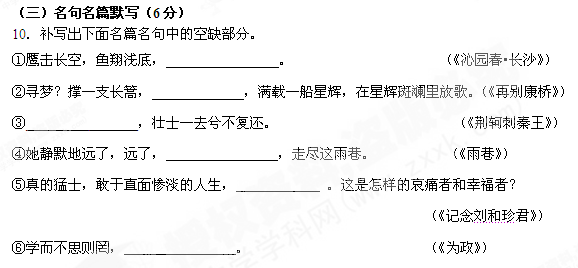 （三）名句名篇默写（6分）
10．补写出下面名篇名句中的空缺部分。
①鹰击长空，鱼翔浅底，______________。（《沁园春·长沙》）
②寻梦？撑一支长篙，______________，满载一船星辉，在星辉斑斓里放歌。（《再别康桥》）
③______________，壮士一去兮不复还。（《荆轲刺秦王》）
④她静默地远了，远了，______________，走尽这雨巷。（《雨巷》）
⑤真的猛士，敢于直面惨淡的人生，__________。这是怎样的哀痛者和幸福者？
（《记念刘和珍君》）
⑥学而不思则罔，______________。（《为政》）